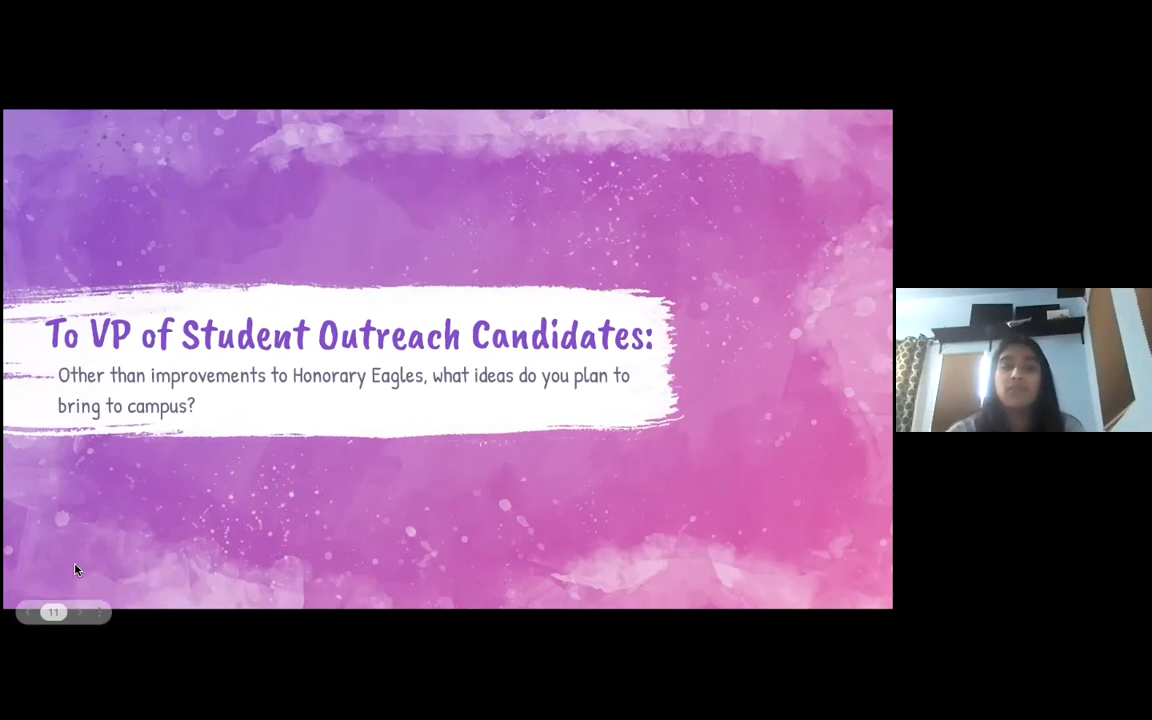 To VP of Student Outreach Candidates:
Other than improvements to Honorary Eagles, what ideas do you plan to
bring to campus?
11